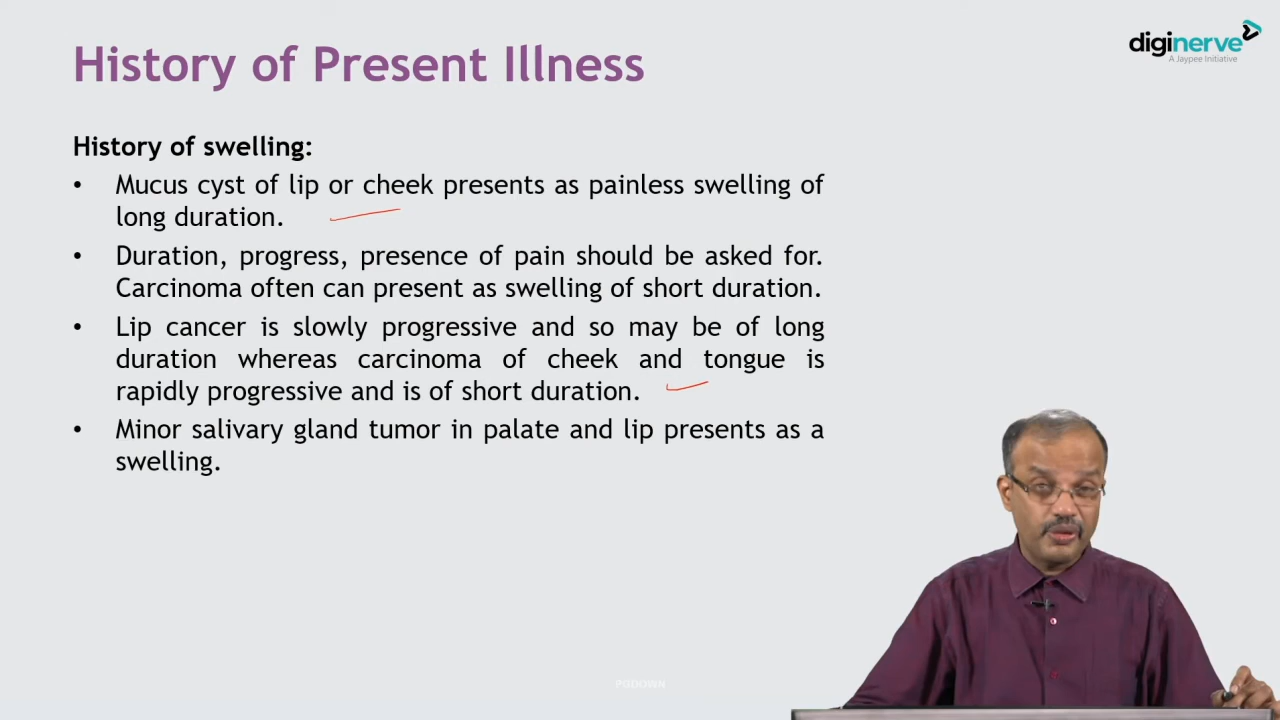 History of Present Illness
diginerve
A Jaypee Initiative
History of swelling:
• Mucus cyst of lip or cheek presents as painless swelling of
long duration.
• Duration, progress, presence of pain should be asked for.
Carcinoma often can present as swelling of short duration.
• Lip cancer is slowly progressive and so may be of long
duration whereas carcinoma of cheek and tongue is
rapidly progressive and is of short duration.
• Minor salivary gland tumor in palate and lip presents as a
swelling.
PGDOWN